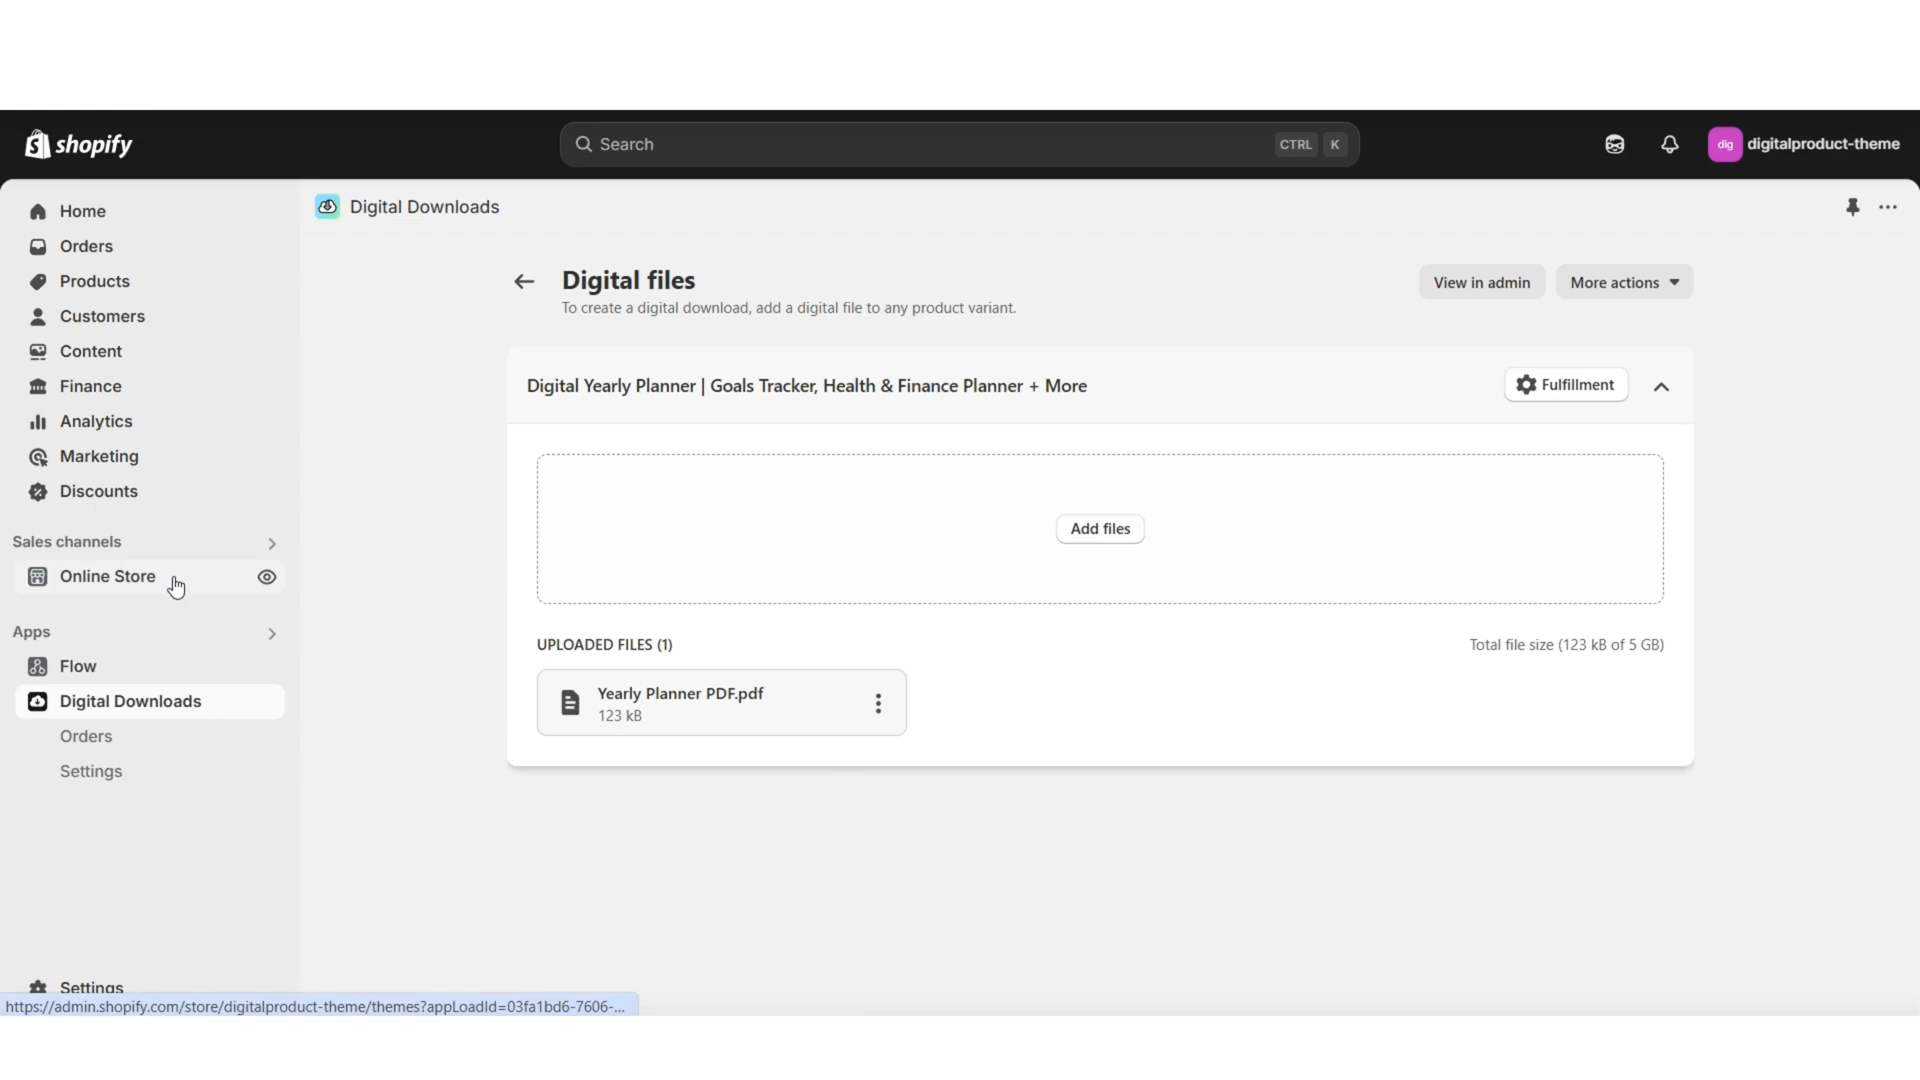 shopify
Search
CTRL K
dig digitalproduct-theme
Home
Orders
Products
Customers
Content
Finance
Analytics
Marketing
Discounts
Sales channels
Online Store
Apps
Flow
Digital Downloads
Orders
Settings
Settings
https://admin.shopify.com/store/digitalproduct-theme/themes?appLoadId=03fa1bd6-7606-...
Digital Downloads
Digital files
To create a digital download, add a digital file to any product variant.
View in admin
More actions
Digital Yearly Planner | Goals Tracker, Health & Finance Planner + More
Fulfillment
Add files
UPLOADED FILES (1)
Total file size (123 kB of 5 GB)
Yearly Planner PDF.pdf
123 kB